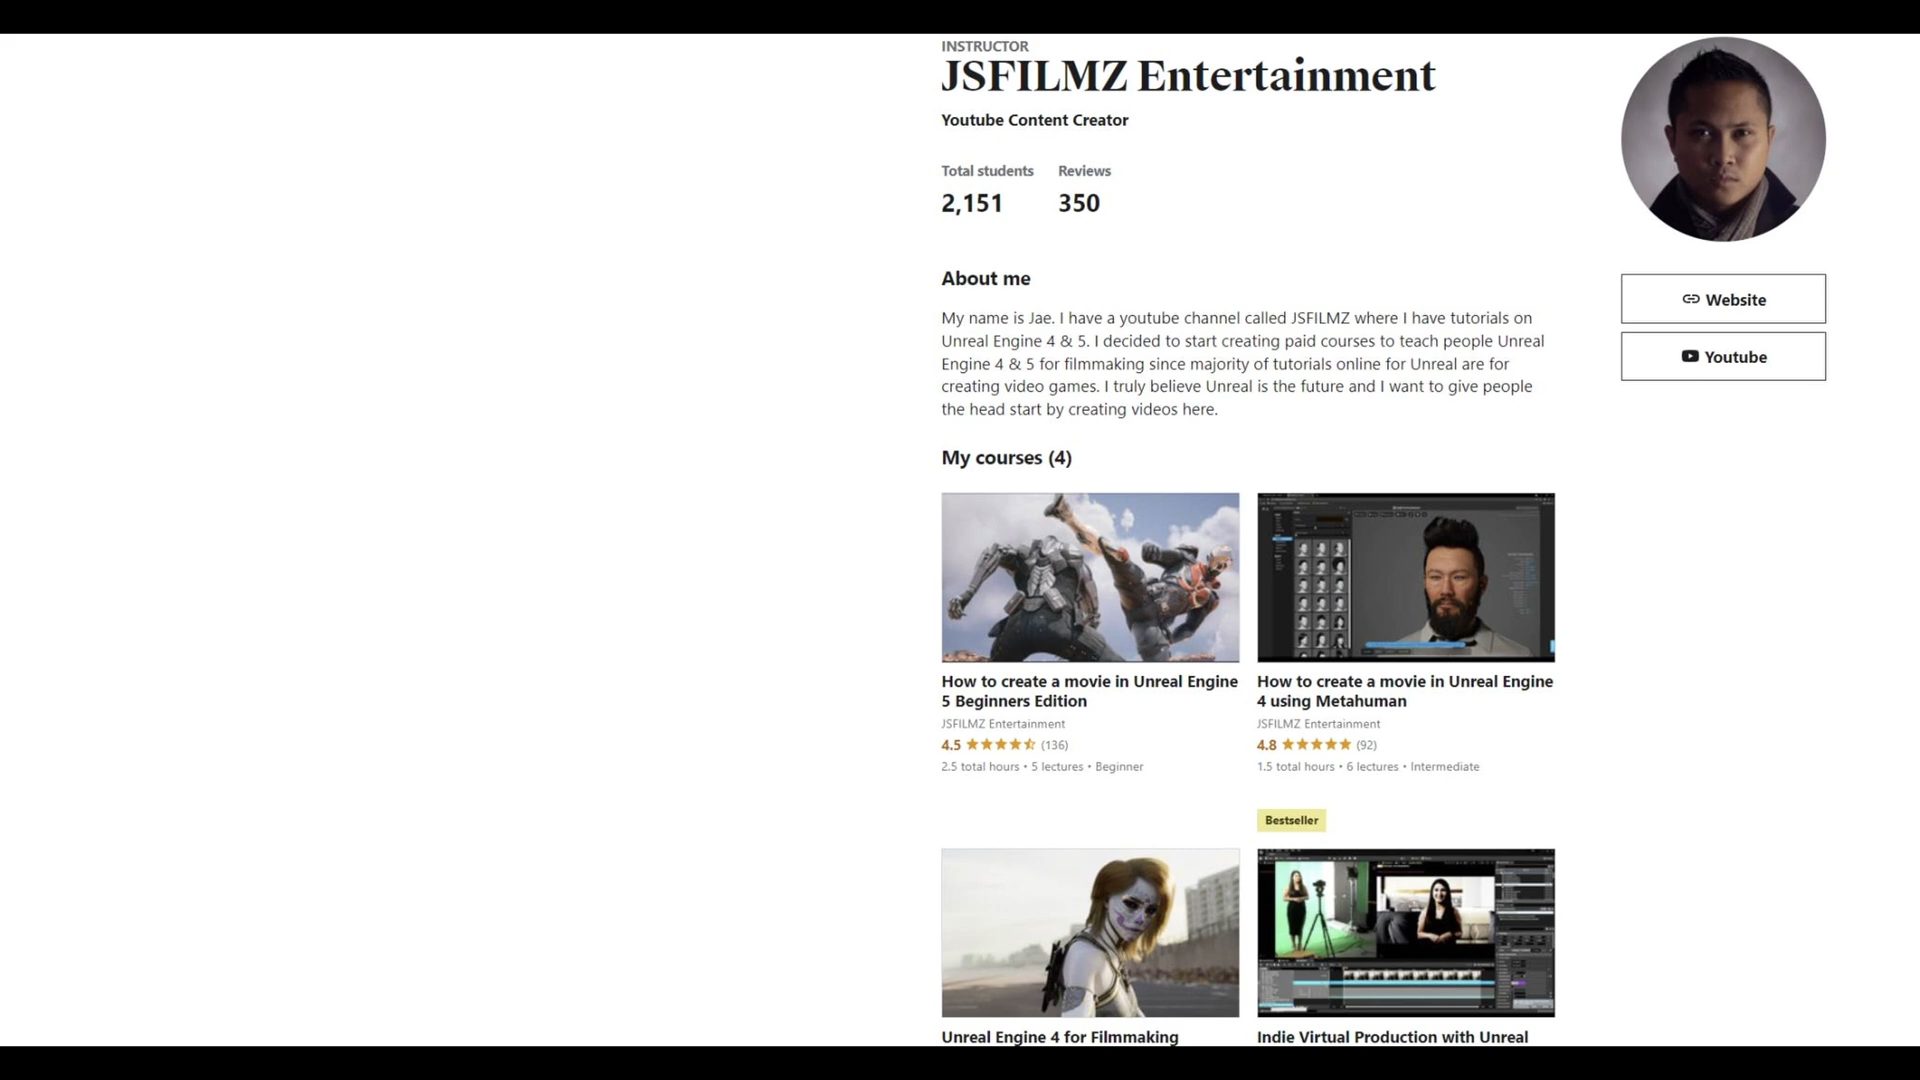 INSTRUCTOR
JSFILMZ Entertainment
Youtube Content Creator
Total students
Reviews
2,151
350
Website
Youtube
About me
My name is Jae. I have a youtube channel called JSFILMZ where I have tutorials on
Unreal Engine 4 & 5. I decided to start creating paid courses to teach people Unreal
Engine 4 & 5 for filmmaking since majority of tutorials online for Unreal are for
creating video games. I truly believe Unreal is the future and I want to give people
the head start by creating videos here.
My courses (4)
How to create a movie in Unreal Engine
5 Beginners Edition
JSFILMZ Entertainment
4.5 (136)
2.5 total hours • 5 lectures • Beginner
How to create a movie in Unreal Engine
4 using Metahuman
JSFILMZ Entertainment
4.8 (92)
1.5 total hours • 6 lectures • Intermediate
Bestseller
Unreal Engine 4 for Filmmaking
Indie Virtual Production with Unreal